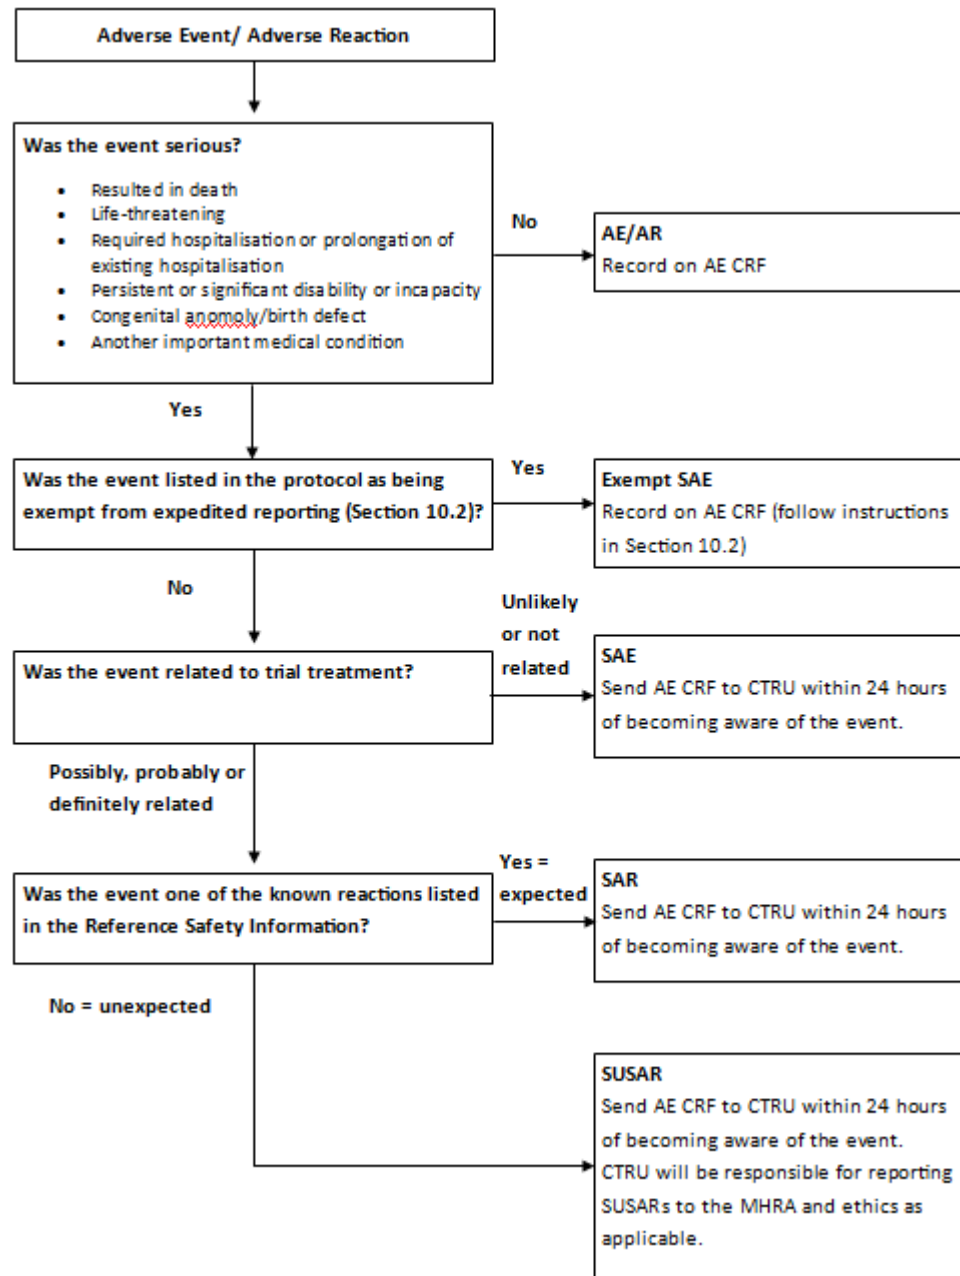 Adverse Event/ Adverse Reaction
Was the event serious?
• Resulted in death
• Life-threatening
• Required hospitalisation or prolongation of
existing hospitalisation
• Persistent or significant disability or incapacity
• Congenital anomoly/birth defect
• Another important medical condition
No
AE/AR
Record on AE CRF
Yes
Was the event listed in the protocol as being
exempt from expedited reporting (Section 10.2)?
Yes
Exempt SAE
Record on AE CRF (follow instructions
in Section 10.2)
No
Unlikely
or not
related
Was the event related to trial treatment?
SAE
Send AE CRF to CTRU within 24 hours
of becoming aware of the event.
Possibly, probably or
definitely related
Yes =
expected
Was the event one of the known reactions listed
in the Reference Safety Information?
SAR
Send AE CRF to CTRU within 24 hours
of becoming aware of the event.
No = unexpected
SUSAR
Send AE CRF to CTRU within 24 hours
of becoming aware of the event.
CTRU will be responsible for reporting
SUSARs to the MHRA and ethics as
applicable.